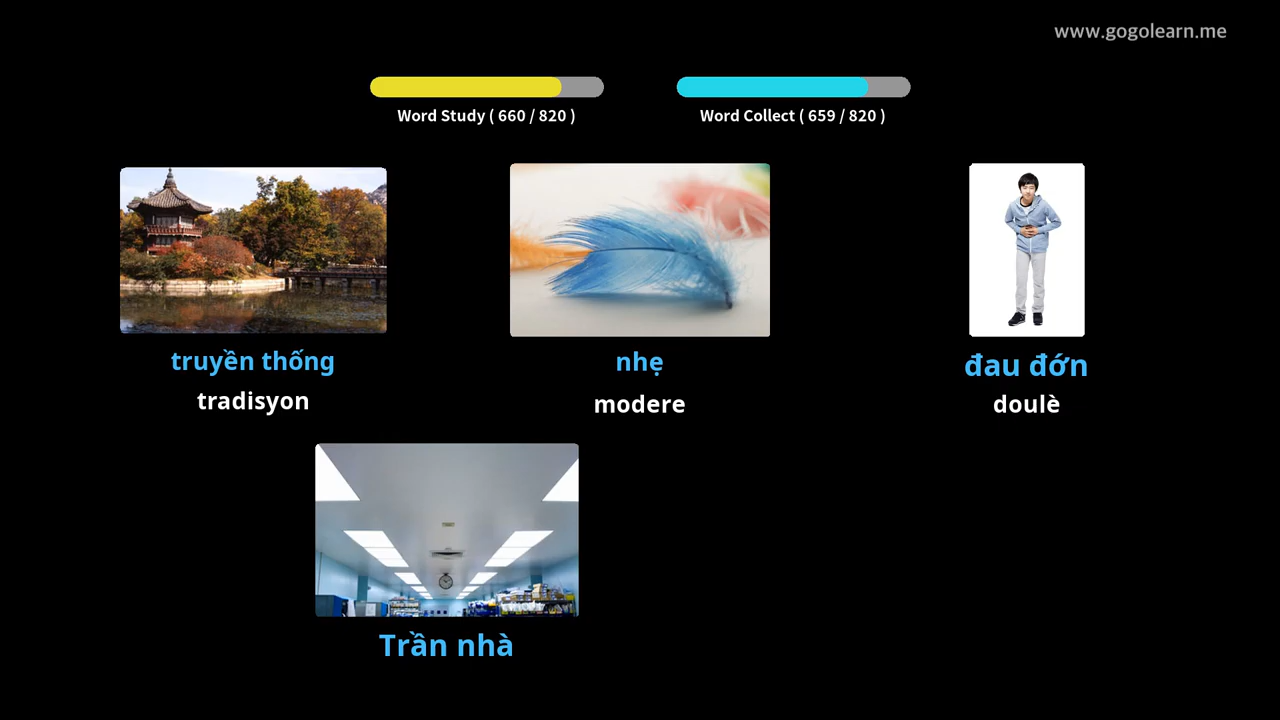 www.gogolearn.me
Word Study ( 660 / 820 )
Word Collect ( 659 / 820 )
truyền thống
tradisyon
nhẹ
modere
đau đớn
doulè
Trần nhà